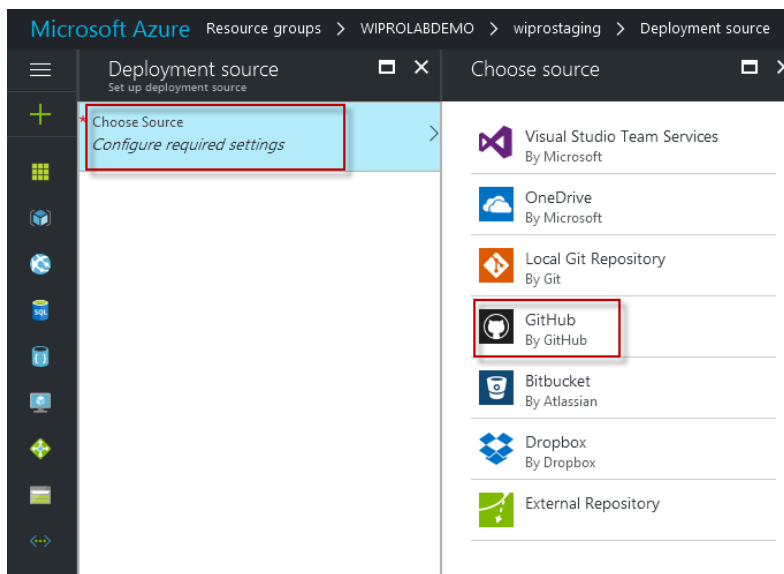 Microsoft Azure Resource groups > WIPROLABDEMO > wiprostaging > Deployment source
Deployment source
Set up deployment source
* Choose Source
Configure required settings
Choose source
Visual Studio Team Services
By Microsoft
OneDrive
By Microsoft
Local Git Repository
By Git
GitHub
By GitHub
Bitbucket
By Atlassian
Dropbox
By Dropbox
External Repository
SQL